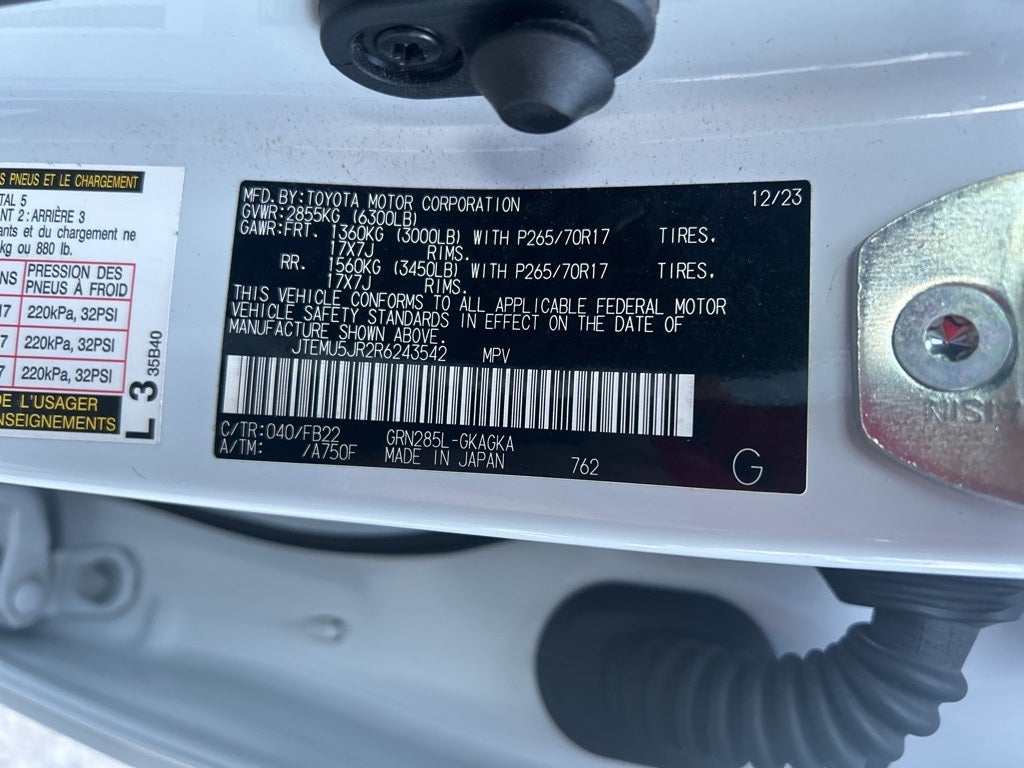 S PNEUS ET LE CHARGEMENT
TAL 5
ANT 2 : ARRIÈRE 3
ants et du chargement ne
kg ou 880 lb.
NS PRESSION DES PNEUS À FROID
17 220kPa, 32PSI
7 220kPa, 32PSI
7 220kPa, 32PSI
DE L'USAGER
NSEIGNEMENTS
L 3 35B40
MFD. BY: TOYOTA MOTOR CORPORATION 12/23
GVWR: 2855KG (6300LB)
GAWR: FRT. 1360KG (3000LB) WITH P265/70R17 TIRES.
17X7J RIMS.
RR. 1560KG (3450LB) WITH P265/70R17 TIRES.
17X7J RIMS.
THIS VEHICLE CONFORMS TO ALL APPLICABLE FEDERAL MOTOR
VEHICLE SAFETY STANDARDS IN EFFECT ON THE DATE OF
MANUFACTURE SHOWN ABOVE.
JTEMU5JR2R6243542 MPV
C/TR: 040/FB22 GRN285L-GKAGKA
A/TM: /A750F MADE IN JAPAN 762 G
AISIN